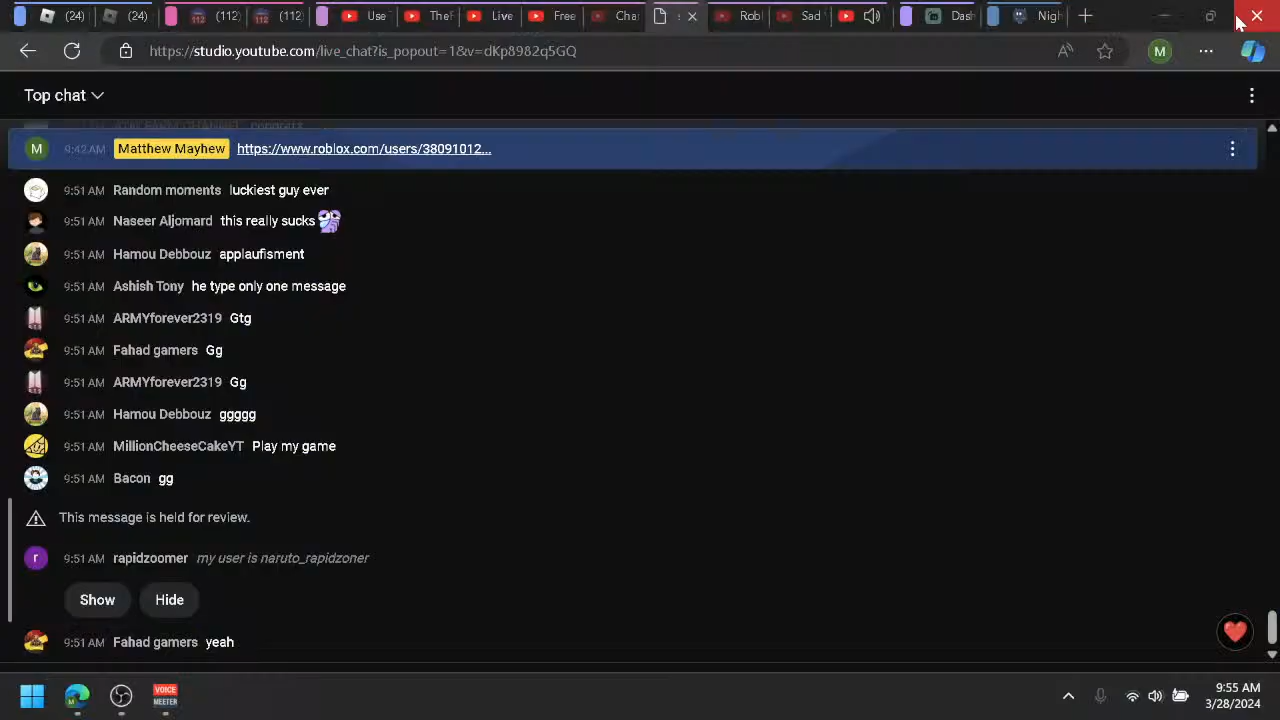 (24) (24) (112) (112 Use Thef Live Free Char Rob Sad Dash Nigh
https://studio.youtube.com/live_chat?is_popout=1&v=dKp8982q5GQ M
Top chat
M 9:42 AM Matthew Mayhew https://www.roblox.com/users/38091012...
9:51 AM Random moments luckiest guy ever
9:51 AM Naseer Aljomard this really sucks
9:51 AM Hamou Debbouz applaufisment
9:51 AM Ashish Tony he type only one message
9:51 AM ARMYforever2319 Gtg
9:51 AM Fahad gamers Gg
9:51 AM ARMYforever2319 Gg
9:51 AM Hamou Debbouz ggggg
9:51 AM MillionCheeseCakeYT Play my game
9:51 AM Bacon gg
This message is held for review.
r 9:51 AM rapidzoomer my user is naruto_rapidzoner
Show Hide
9:51 AM Fahad gamers yeah
VOICE
MEETER
9:55 AM
3/28/2024